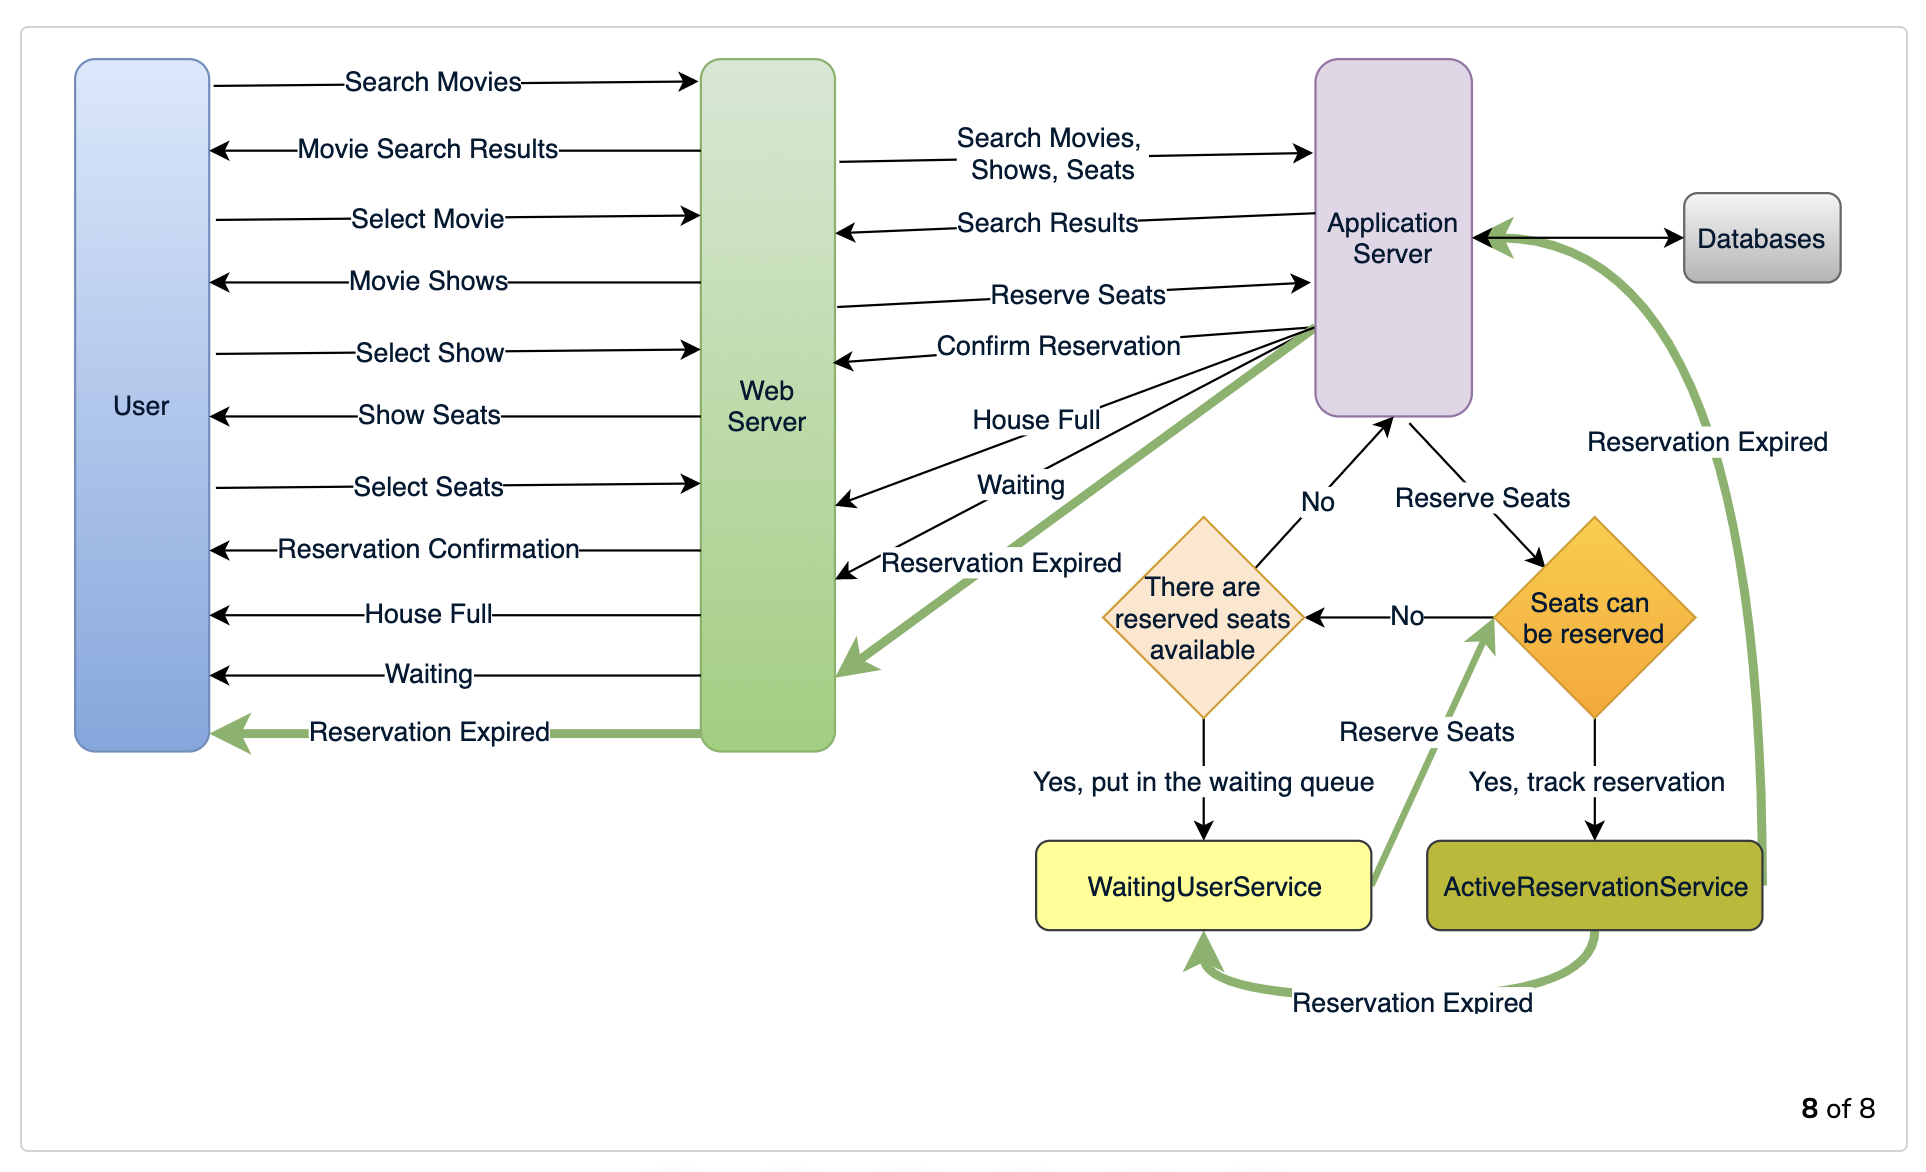 User
Search Movies
Movie Search Results
Select Movie
Movie Shows
Select Show
Show Seats
Select Seats
Reservation Confirmation
House Full
Waiting
Reservation Expired
Web
Server
Search Movies,
Shows, Seats
Search Results
Reserve Seats
Confirm Reservation
House Full
Waiting
Reservation Expired
Application
Server
Databases
Reservation Expired
No
Reserve Seats
There are
reserved seats
available
No
Seats can
be reserved
Reserve Seats
Yes, put in the waiting queue
Yes, track reservation
WaitingUserService
ActiveReservationService
Reservation Expired
8 of 8